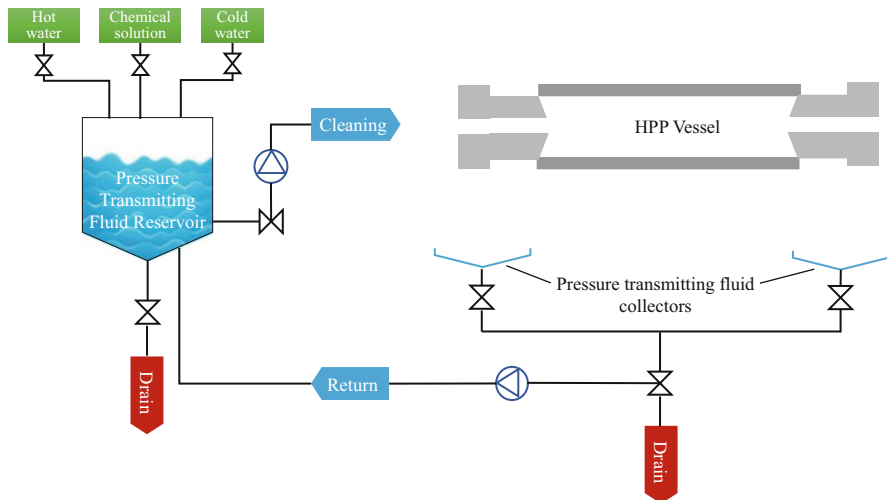 Hot
water
Chemical
solution
Cold
water
Cleaning
HPP Vessel
Pressure
Transmitting
Fluid Reservoir
Pressure transmitting fluid
collectors
Drain
Return
Drain